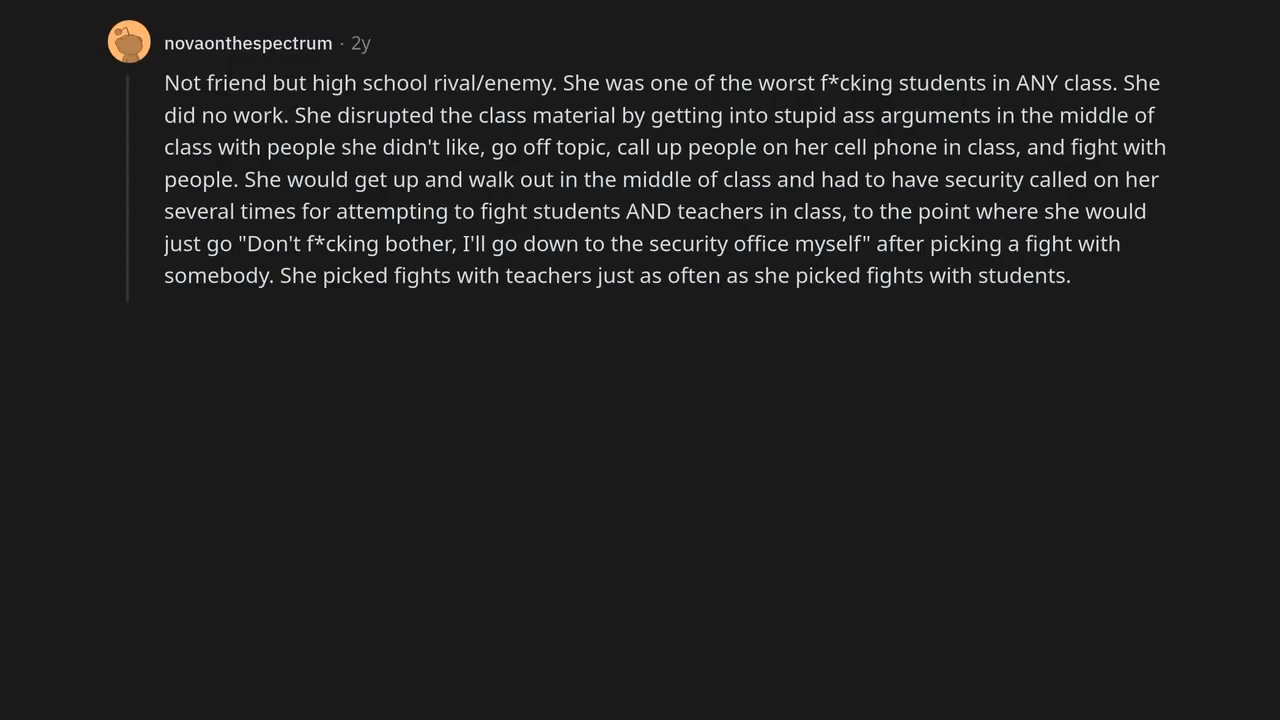 novaonthespectrum · 2y
Not friend but high school rival/enemy. She was one of the worst f*cking students in ANY class. She
did no work. She disrupted the class material by getting into stupid ass arguments in the middle of
class with people she didn't like, go off topic, call up people on her cell phone in class, and fight with
people. She would get up and walk out in the middle of class and had to have security called on her
several times for attempting to fight students AND teachers in class, to the point where she would
just go "Don't f*cking bother, I'll go down to the security office myself" after picking a fight with
somebody. She picked fights with teachers just as often as she picked fights with students.